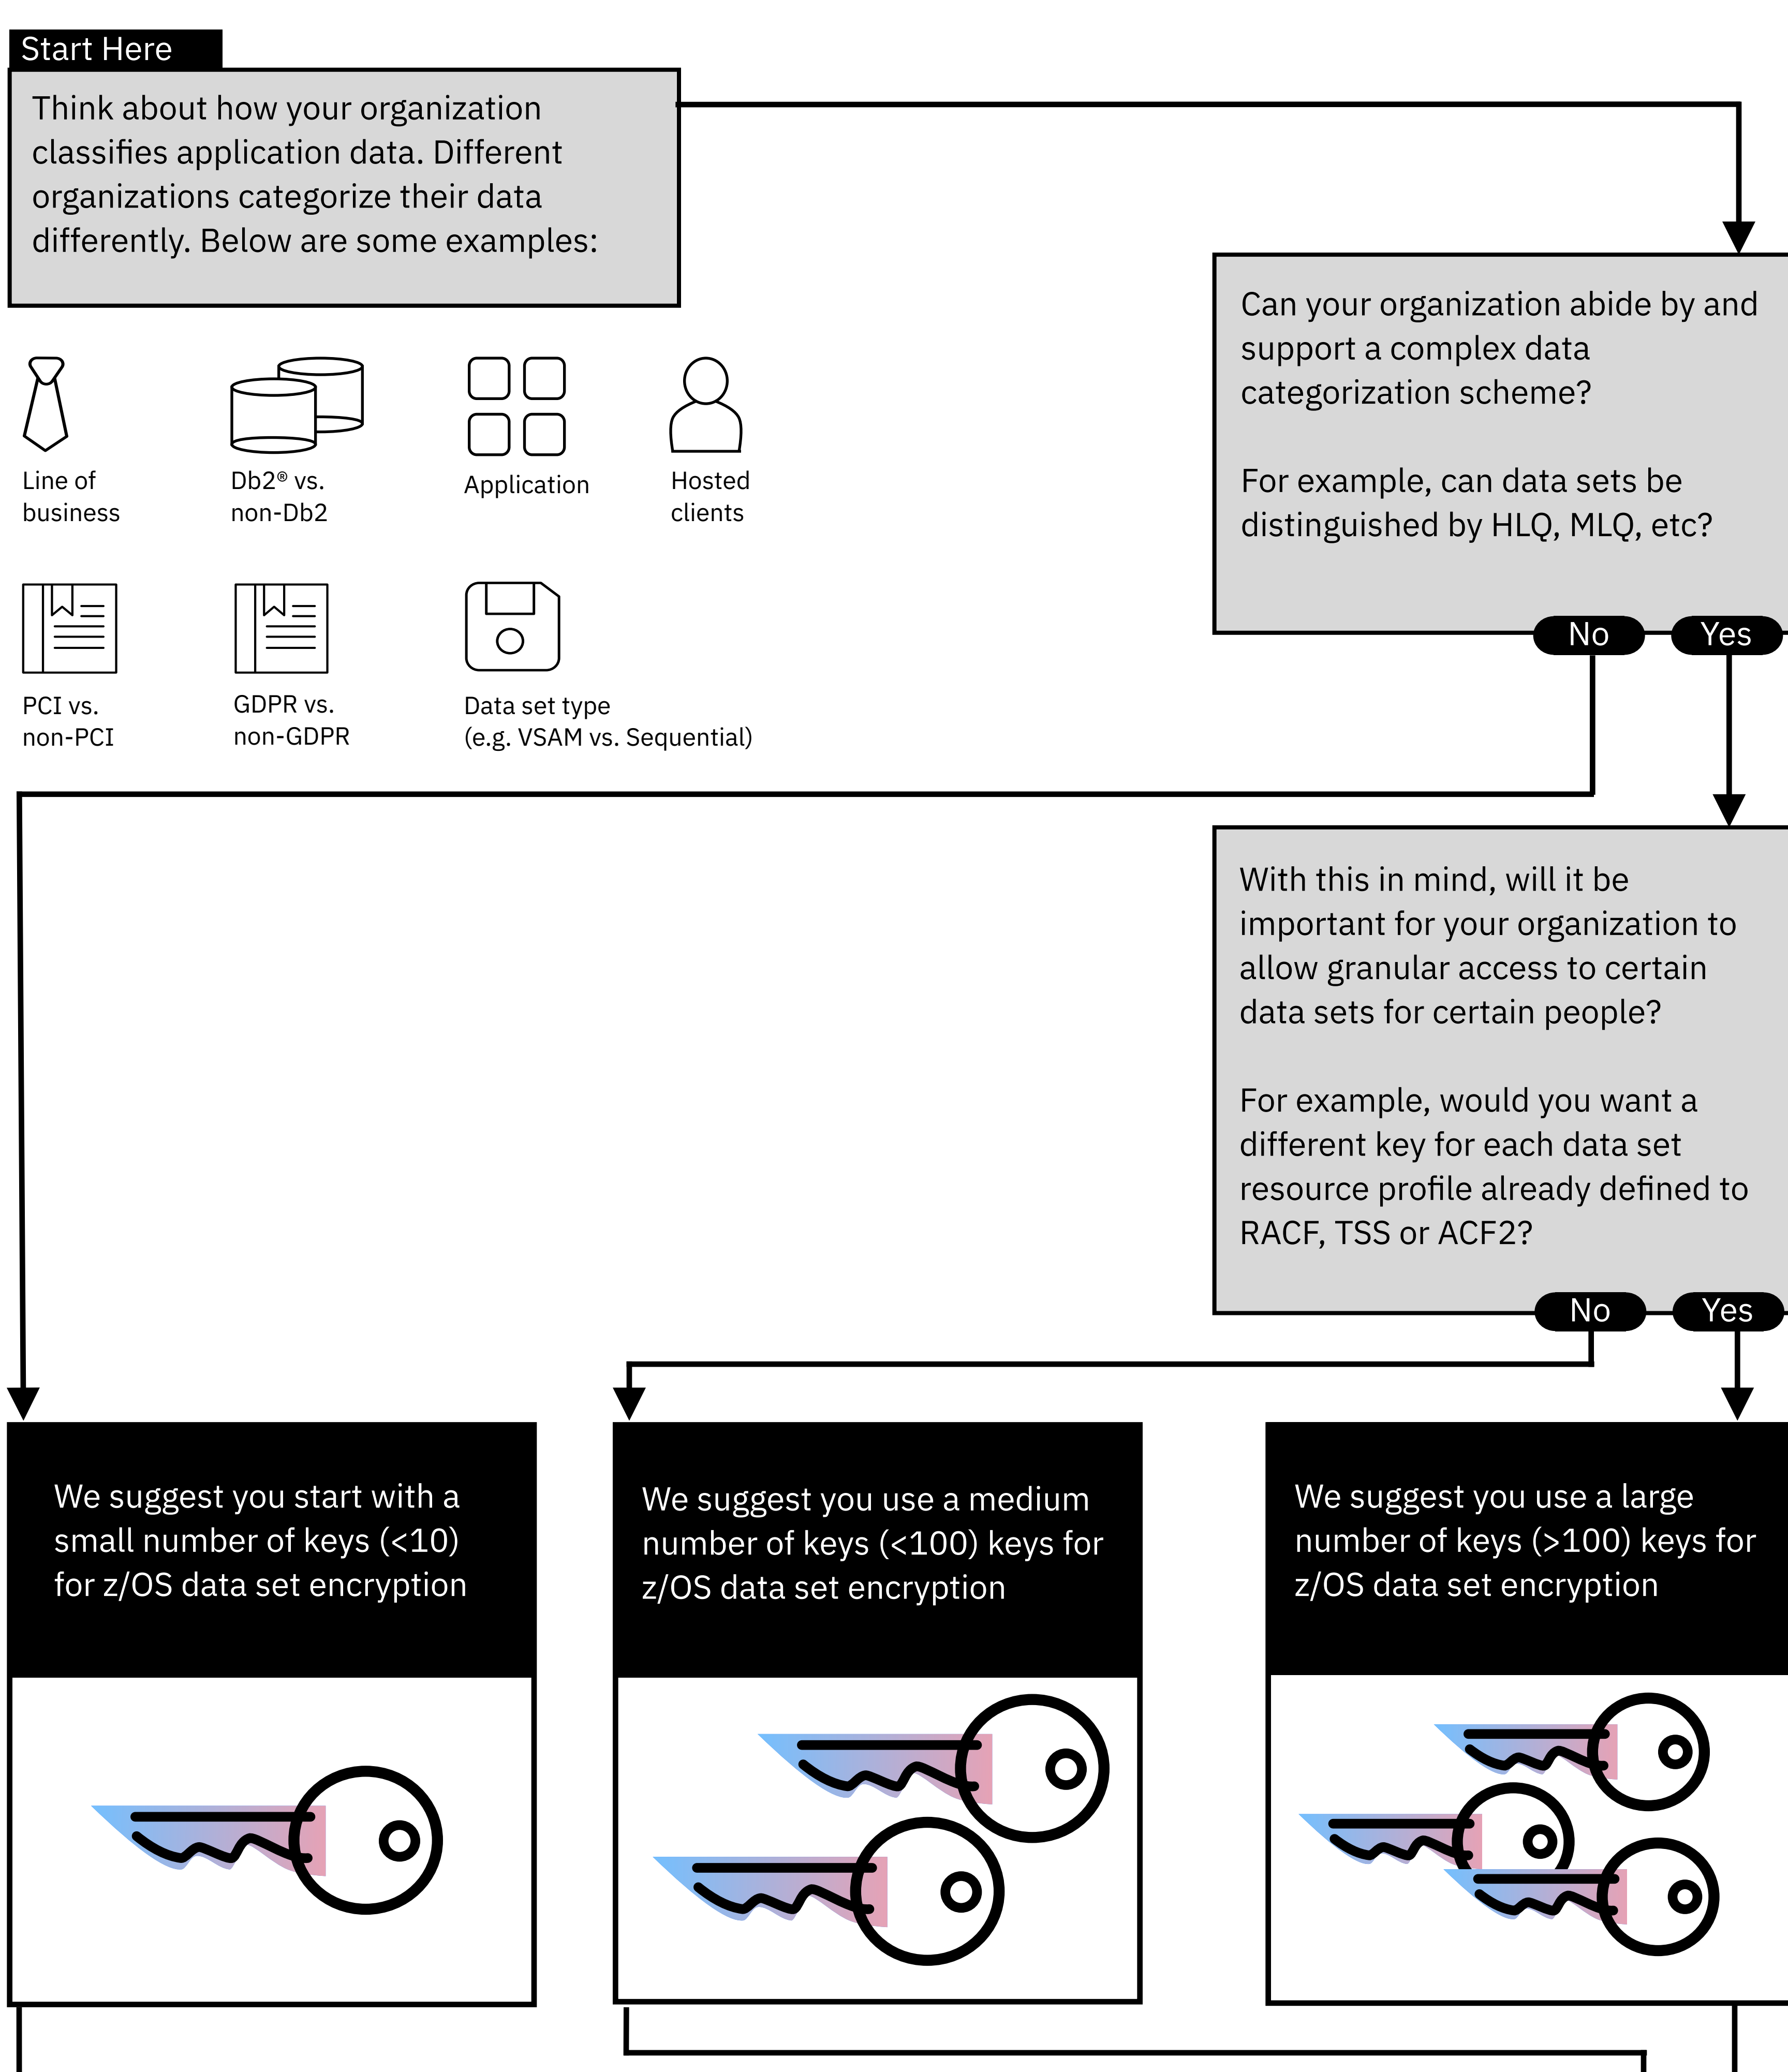 Start Here
Think about how your organization
classifies application data. Different
organizations categorize their data
differently. Below are some examples:
Line of
business
Db2® vs.
non-Db2
Application
Hosted
clients
PCI vs.
non-PCI
GDPR vs.
non-GDPR
Data set type
(e.g. VSAM vs. Sequential)
Can your organization abide by and
support a complex data
categorization scheme?
For example, can data sets be
distinguished by HLQ, MLQ, etc?
No
Yes
With this in mind, will it be
important for your organization to
allow granular access to certain
data sets for certain people?
For example, would you want a
different key for each data set
resource profile already defined to
RACF, TSS or ACF2?
No
Yes
We suggest you start with a
small number of keys (<10)
for z/OS data set encryption
We suggest you use a medium
number of keys (<100) keys for
z/OS data set encryption
We suggest you use a large
number of keys (>100) keys for
z/OS data set encryption